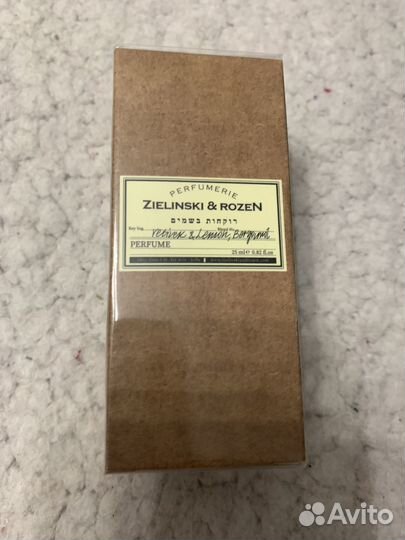 PERFUMERIE
ZIELINSKI & ROZEN
רוקחות בשמים
Key Ing.
Vetiver & Lemon, Bergamot
PERFUME
25 ml ℮ 0.82 fl.oz
Avito